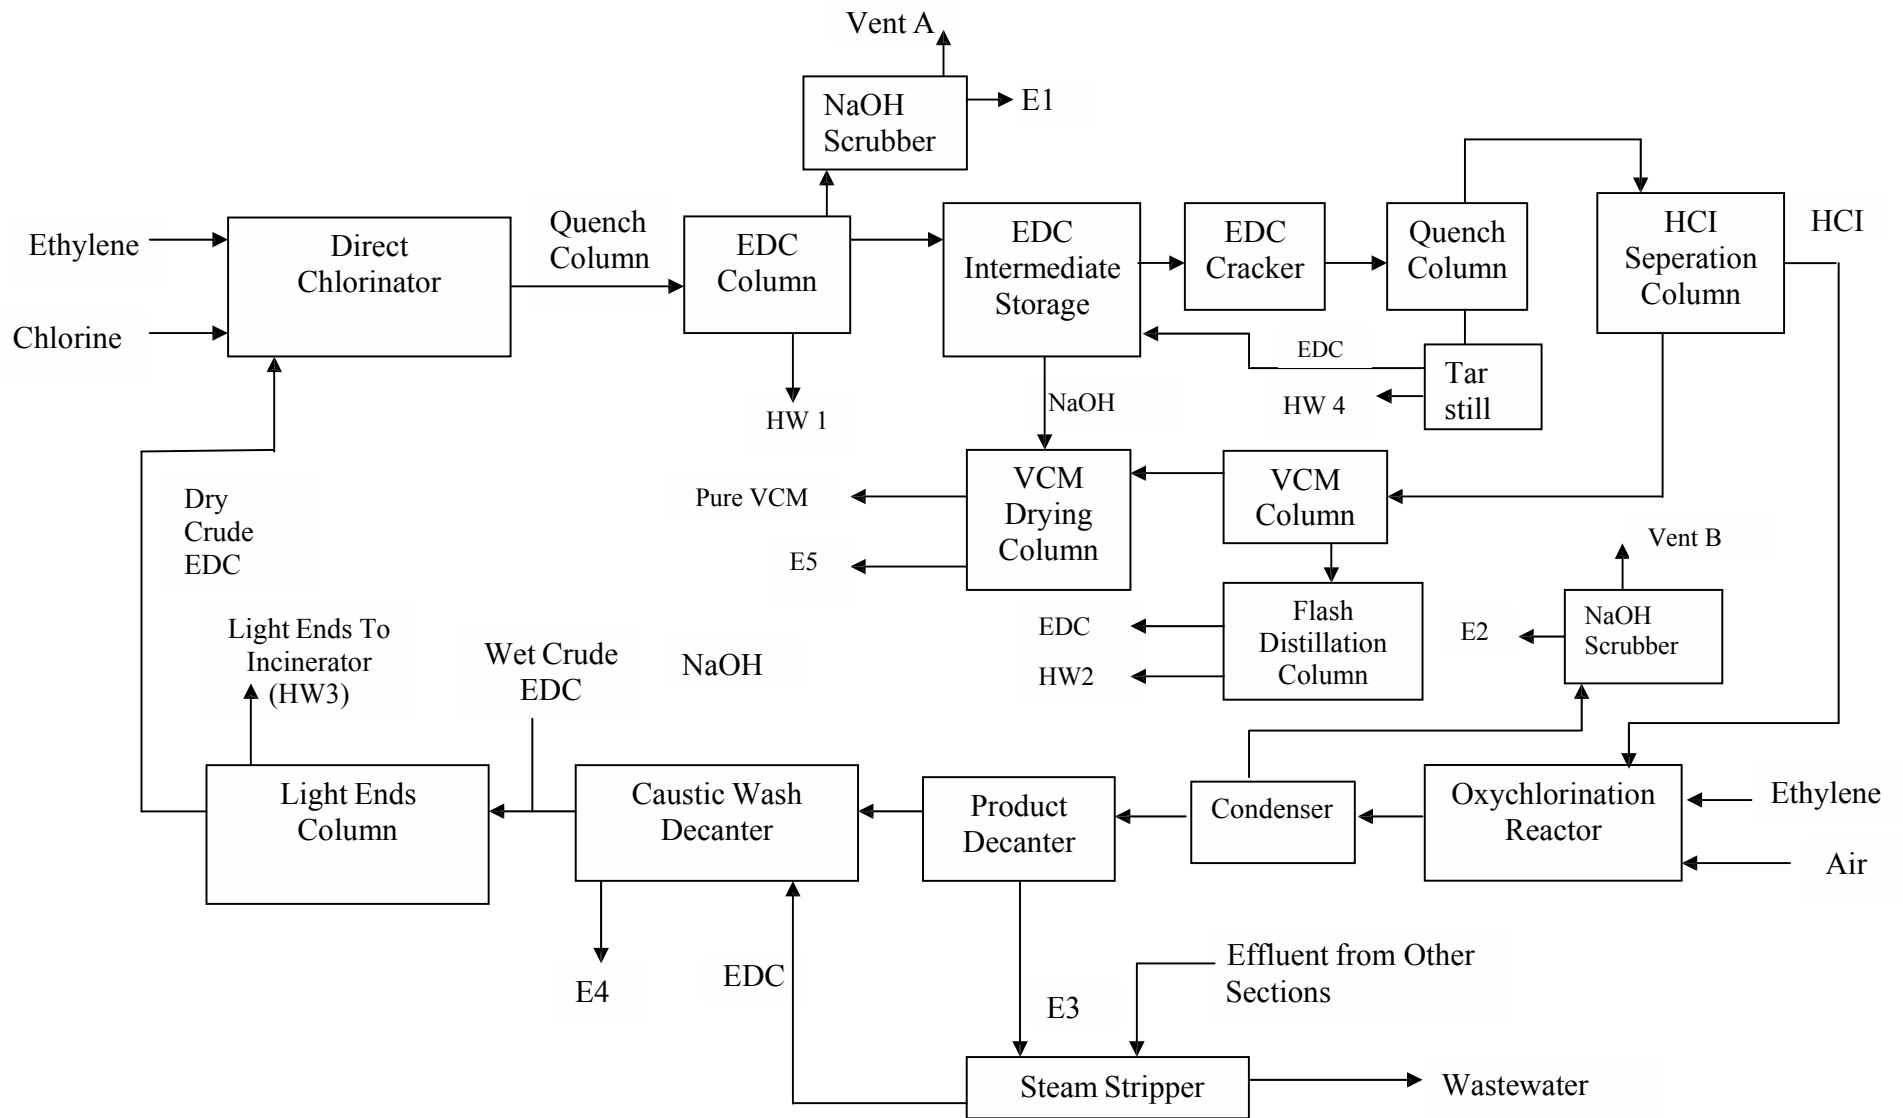 Vent A
NaOH
Scrubber
E1
Ethylene
Chlorine
Direct
Chlorinator
Quench
Column
EDC
Column
HW 1
EDC
Intermediate
Storage
EDC
Cracker
Quench
Column
HCI
Seperation
Column
HCI
EDC
Tar
still
HW 4
NaOH
Pure VCM
E5
VCM
Drying
Column
VCM
Column
Vent B
NaOH
Scrubber
E2
EDC
HW2
Flash
Distillation
Column
Dry
Crude
EDC
Light Ends To
Incinerator
(HW3)
Wet Crude
EDC
NaOH
Light Ends
Column
Caustic Wash
Decanter
Product
Decanter
Condenser
Oxychlorination
Reactor
Ethylene
Air
E4
EDC
E3
Effluent from Other
Sections
Steam Stripper
Wastewater